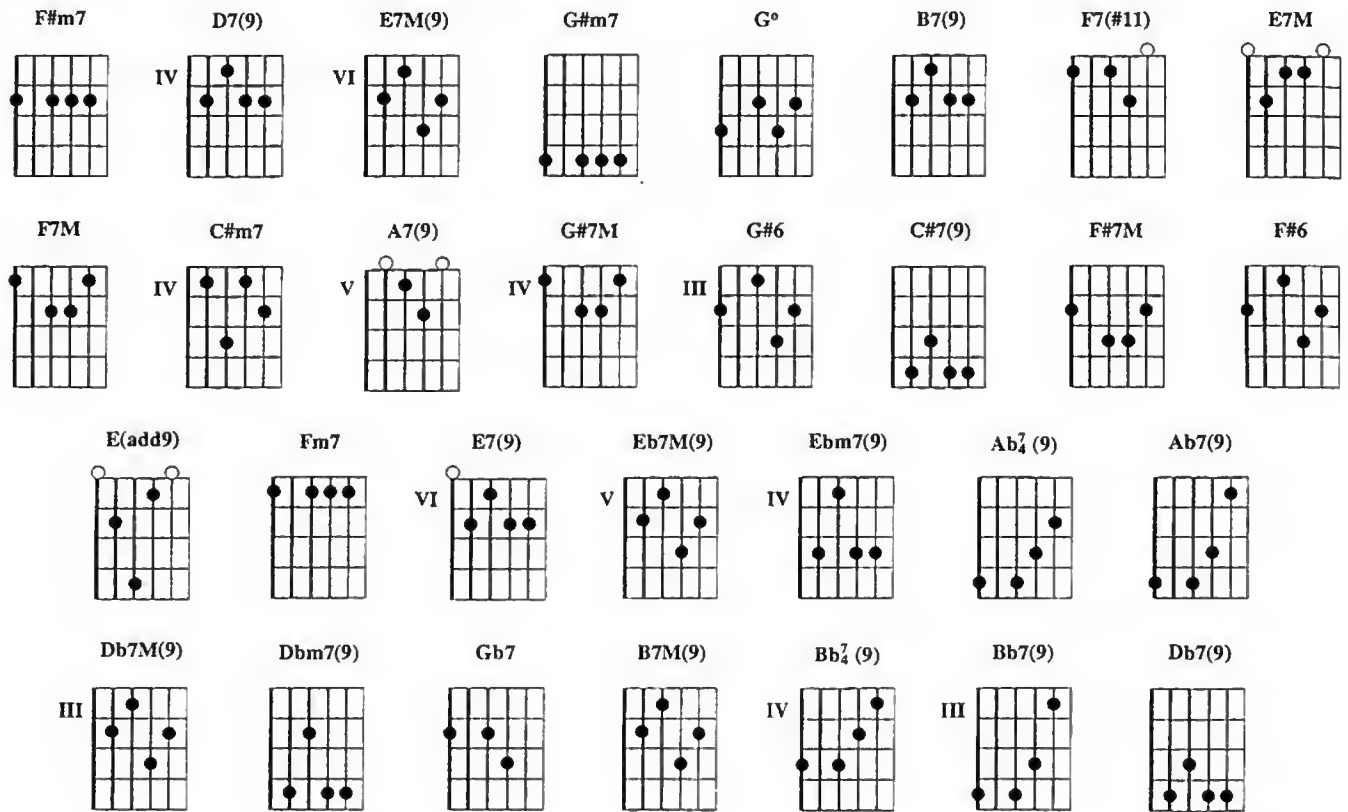 F#m7 D7(9) E7M(9) G#m7 Gº B7(9) F7(#11) E7M
IV VI
F7M C#m7 A7(9) G#7M G#6 C#7(9) F#7M F#6
IV V IV III
E(add9) Fm7 E7(9) Eb7M(9) Ebm7(9) Ab7/4 (9) Ab7(9)
VI V IV
Db7M(9) Dbm7(9) Gb7 B7M(9) Bb7/4 (9) Bb7(9) Db7(9)
III IV III